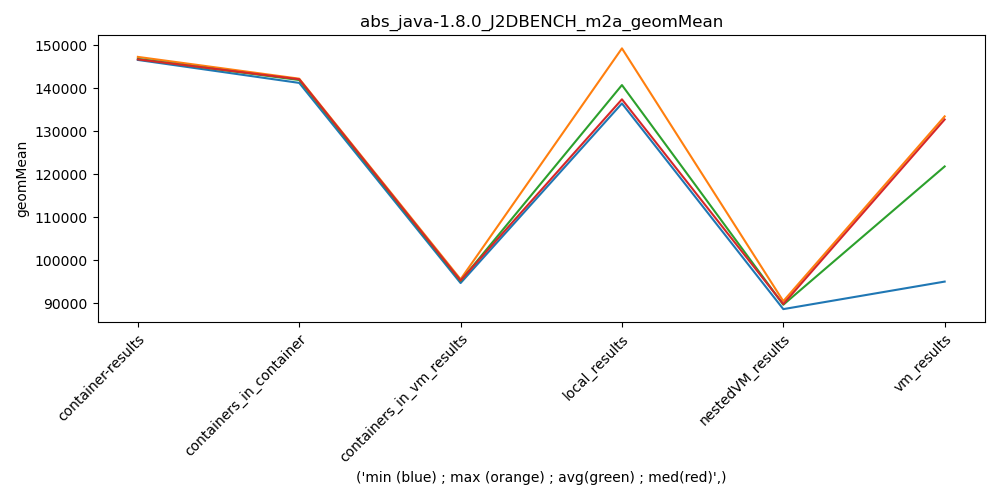 abs_java-1.8.0_J2DBENCH_m2a_geomMean
150000
140000
130000
120000
110000
100000
90000
geomMean
container-results
containers_in_container
containers_in_vm_results
local_results
nestedVM_results
vm_results
('min (blue) ; max (orange) ; avg(green) ; med(red)',)